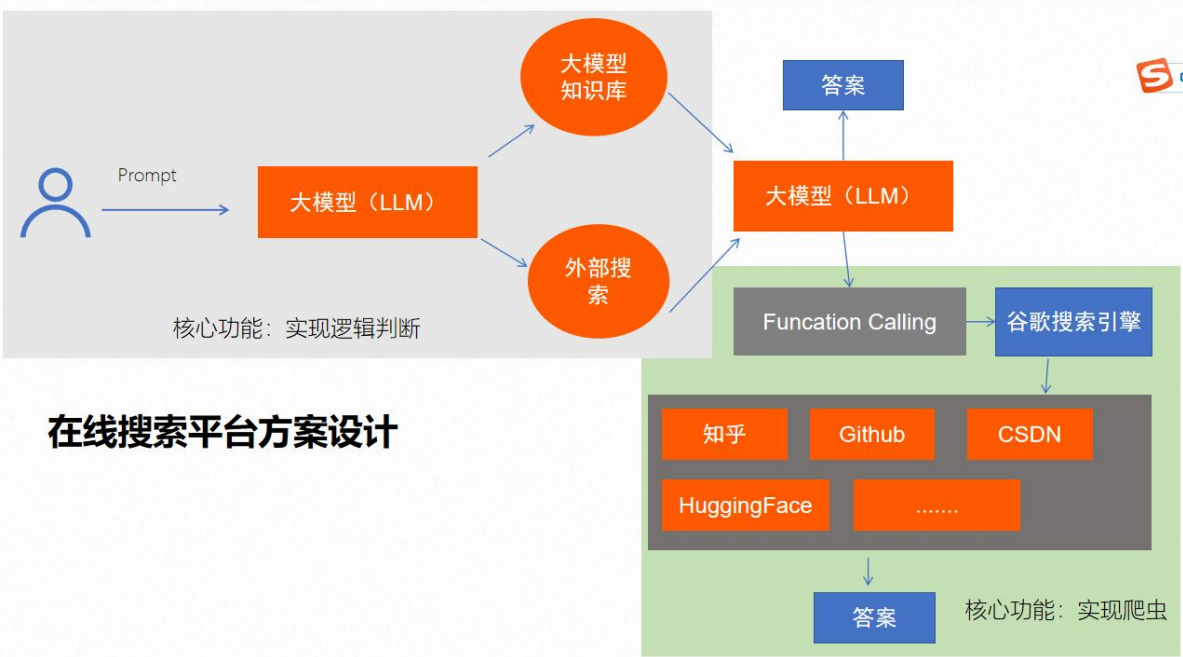 大模型
知识库
答案
Prompt
大模型（LLM）
大模型（LLM）
外部搜
索
核心功能：实现逻辑判断
Funcation Calling
谷歌搜索引擎
在线搜索平台方案设计
知乎
Github
CSDN
HuggingFace
.......
答案
核心功能：实现爬虫